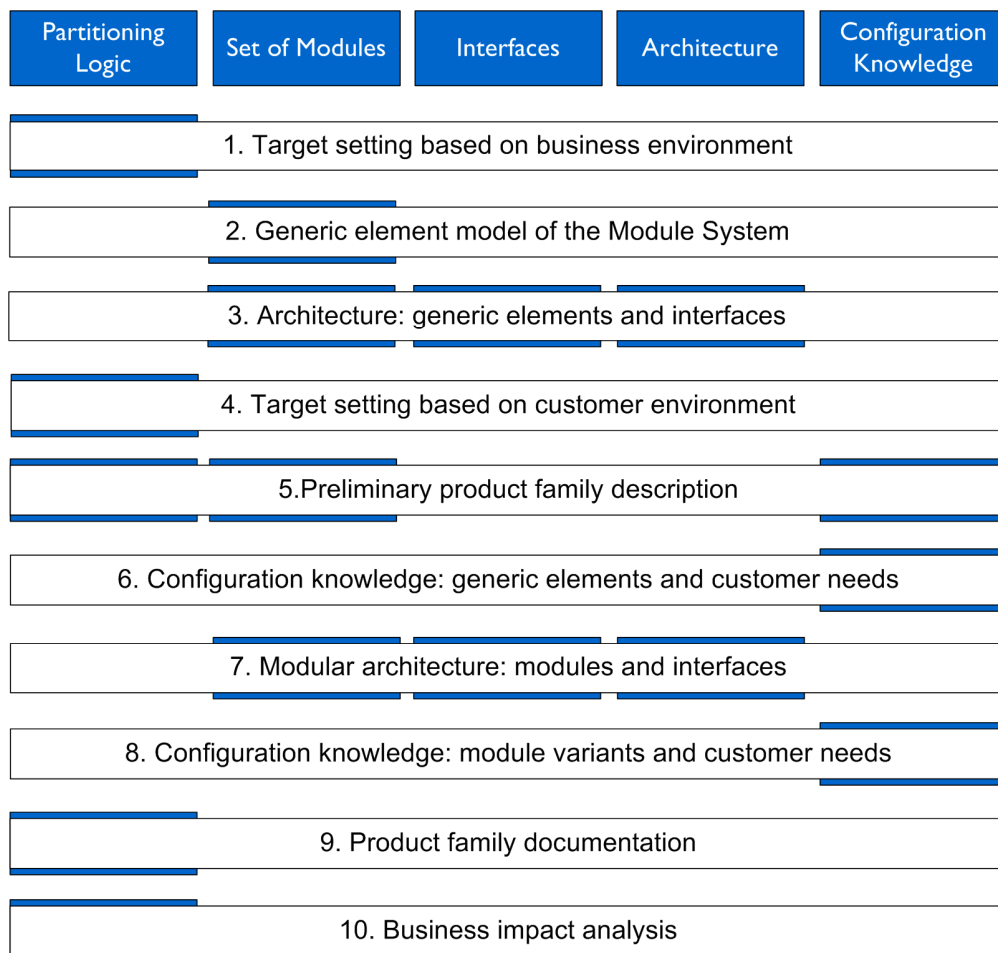 Partitioning
Logic
Set of Modules
Interfaces
Architecture
Configuration
Knowledge
1. Target setting based on business environment
2. Generic element model of the Module System
3. Architecture: generic elements and interfaces
4. Target setting based on customer environment
5.Preliminary product family description
6. Configuration knowledge: generic elements and customer needs
7. Modular architecture: modules and interfaces
8. Configuration knowledge: module variants and customer needs
9. Product family documentation
10. Business impact analysis